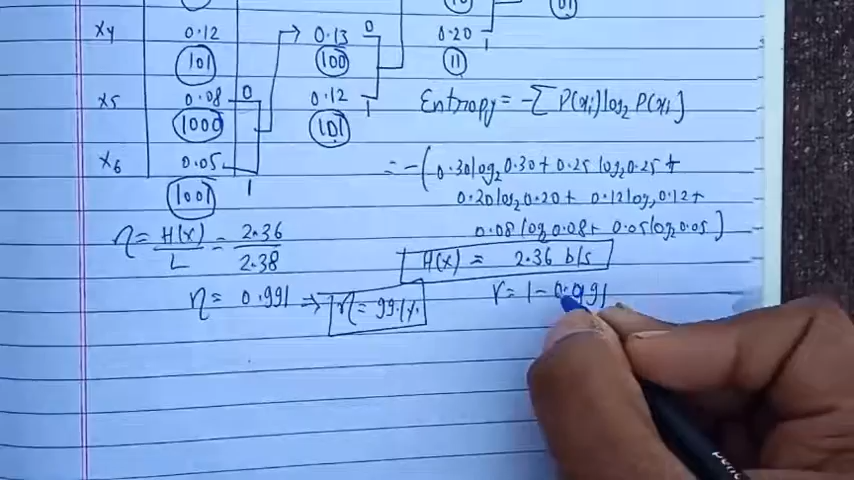 x4 0.12 0.13 0 0.20 1
101 100 11
x5 0.08 0 0.12 1 Entropy = -Σ P(xi) log2 P(xi)]
1000 101
x6 0.05 = -(0.30 log2 0.30 + 0.25 log2 0.25 +
1001 1 0.20 log2 0.20 + 0.12 log2 0.12 +
0.08 log2 0.08 + 0.05 log2 0.05]
η = H(x)/L = 2.36/2.38 H(x) = 2.36 b/s
η = 0.991 → η = 99.1%. r = 1 - 0.991